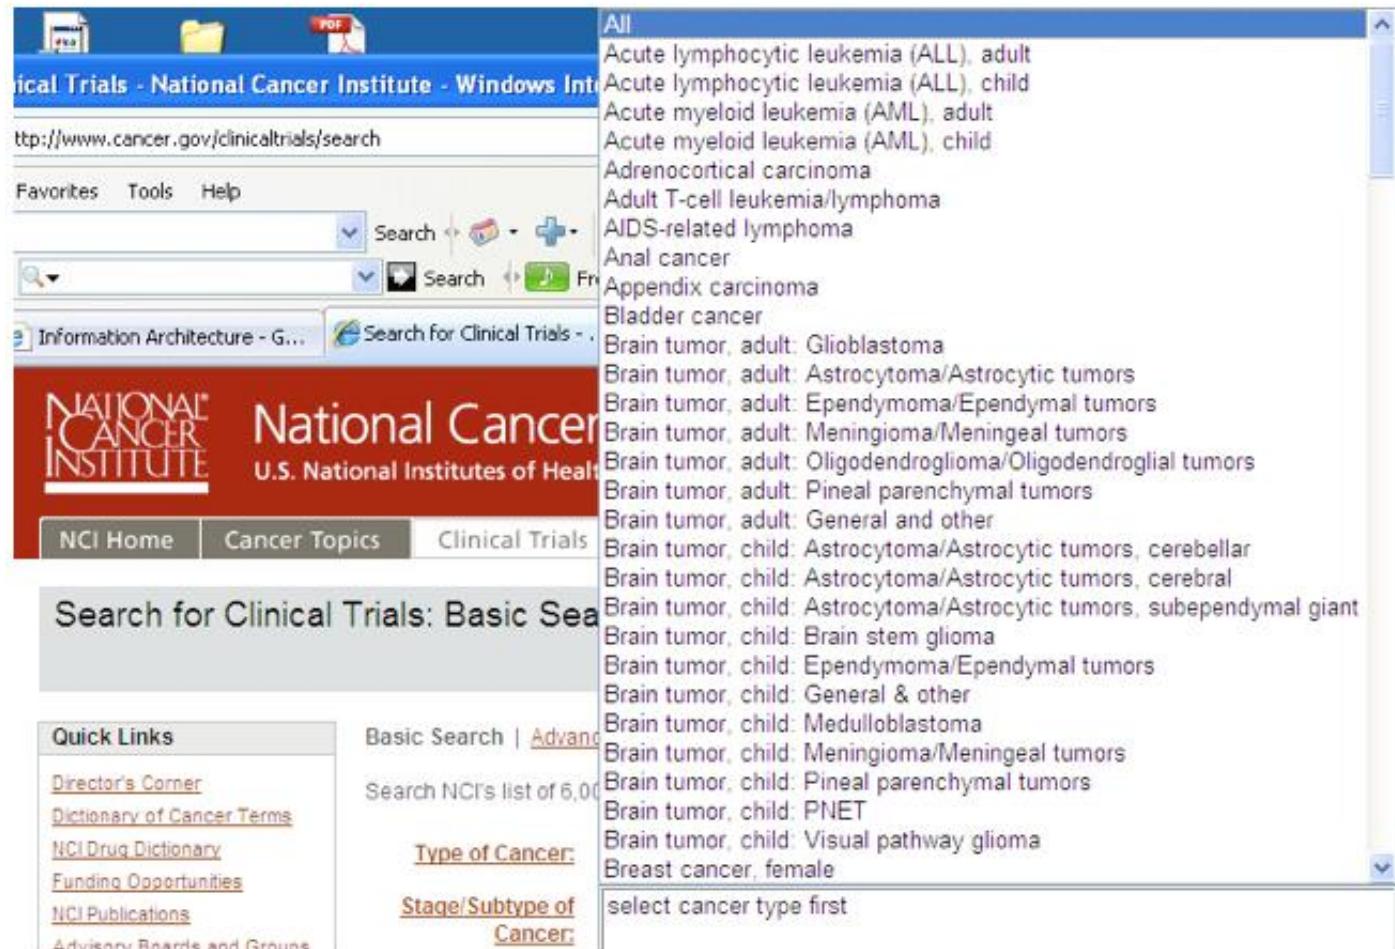 PDF
ical Trials - National Cancer Institute - Windows Int
ttp://www.cancer.gov/clinicaltrials/search
Favorites Tools Help
Search
Search Fr
Information Architecture - G... Search for Clinical Trials - .
NATIONAL CANCER INSTITUTE
National Cancer
U.S. National Institutes of Healt
NCI Home Cancer Topics Clinical Trials
Search for Clinical Trials: Basic Sea
Quick Links
Director's Corner
Dictionary of Cancer Terms
NCI Drug Dictionary
Funding Opportunities
NCI Publications
Advisory Boards and Groups
Basic Search | Advanc
Search NCI's list of 6,00
Type of Cancer:
Stage/Subtype of
Cancer:
All
Acute lymphocytic leukemia (ALL), adult
Acute lymphocytic leukemia (ALL), child
Acute myeloid leukemia (AML), adult
Acute myeloid leukemia (AML), child
Adrenocortical carcinoma
Adult T-cell leukemia/lymphoma
AIDS-related lymphoma
Anal cancer
Appendix carcinoma
Bladder cancer
Brain tumor, adult: Glioblastoma
Brain tumor, adult: Astrocytoma/Astrocytic tumors
Brain tumor, adult: Ependymoma/Ependymal tumors
Brain tumor, adult: Meningioma/Meningeal tumors
Brain tumor, adult: Oligodendroglioma/Oligodendroglial tumors
Brain tumor, adult: Pineal parenchymal tumors
Brain tumor, adult: General and other
Brain tumor, child: Astrocytoma/Astrocytic tumors, cerebellar
Brain tumor, child: Astrocytoma/Astrocytic tumors, cerebral
Brain tumor, child: Astrocytoma/Astrocytic tumors, subependymal giant
Brain tumor, child: Brain stem glioma
Brain tumor, child: Ependymoma/Ependymal tumors
Brain tumor, child: General & other
Brain tumor, child: Medulloblastoma
Brain tumor, child: Meningioma/Meningeal tumors
Brain tumor, child: Pineal parenchymal tumors
Brain tumor, child: PNET
Brain tumor, child: Visual pathway glioma
Breast cancer, female
select cancer type first